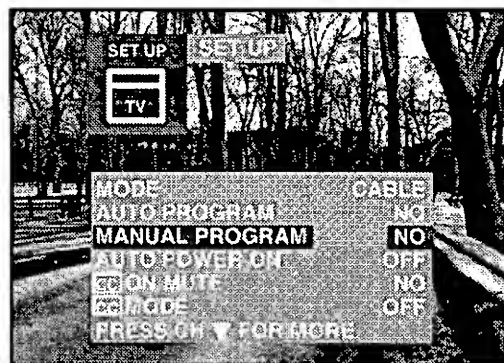 SET UP SET UP
TV
MODE CABLE
AUTO PROGRAM NO
MANUAL PROGRAM NO
AUTO POWER ON OFF
CC ON MUTE NO
CC MODE OFF
PRESS CH ▼ FOR MORE